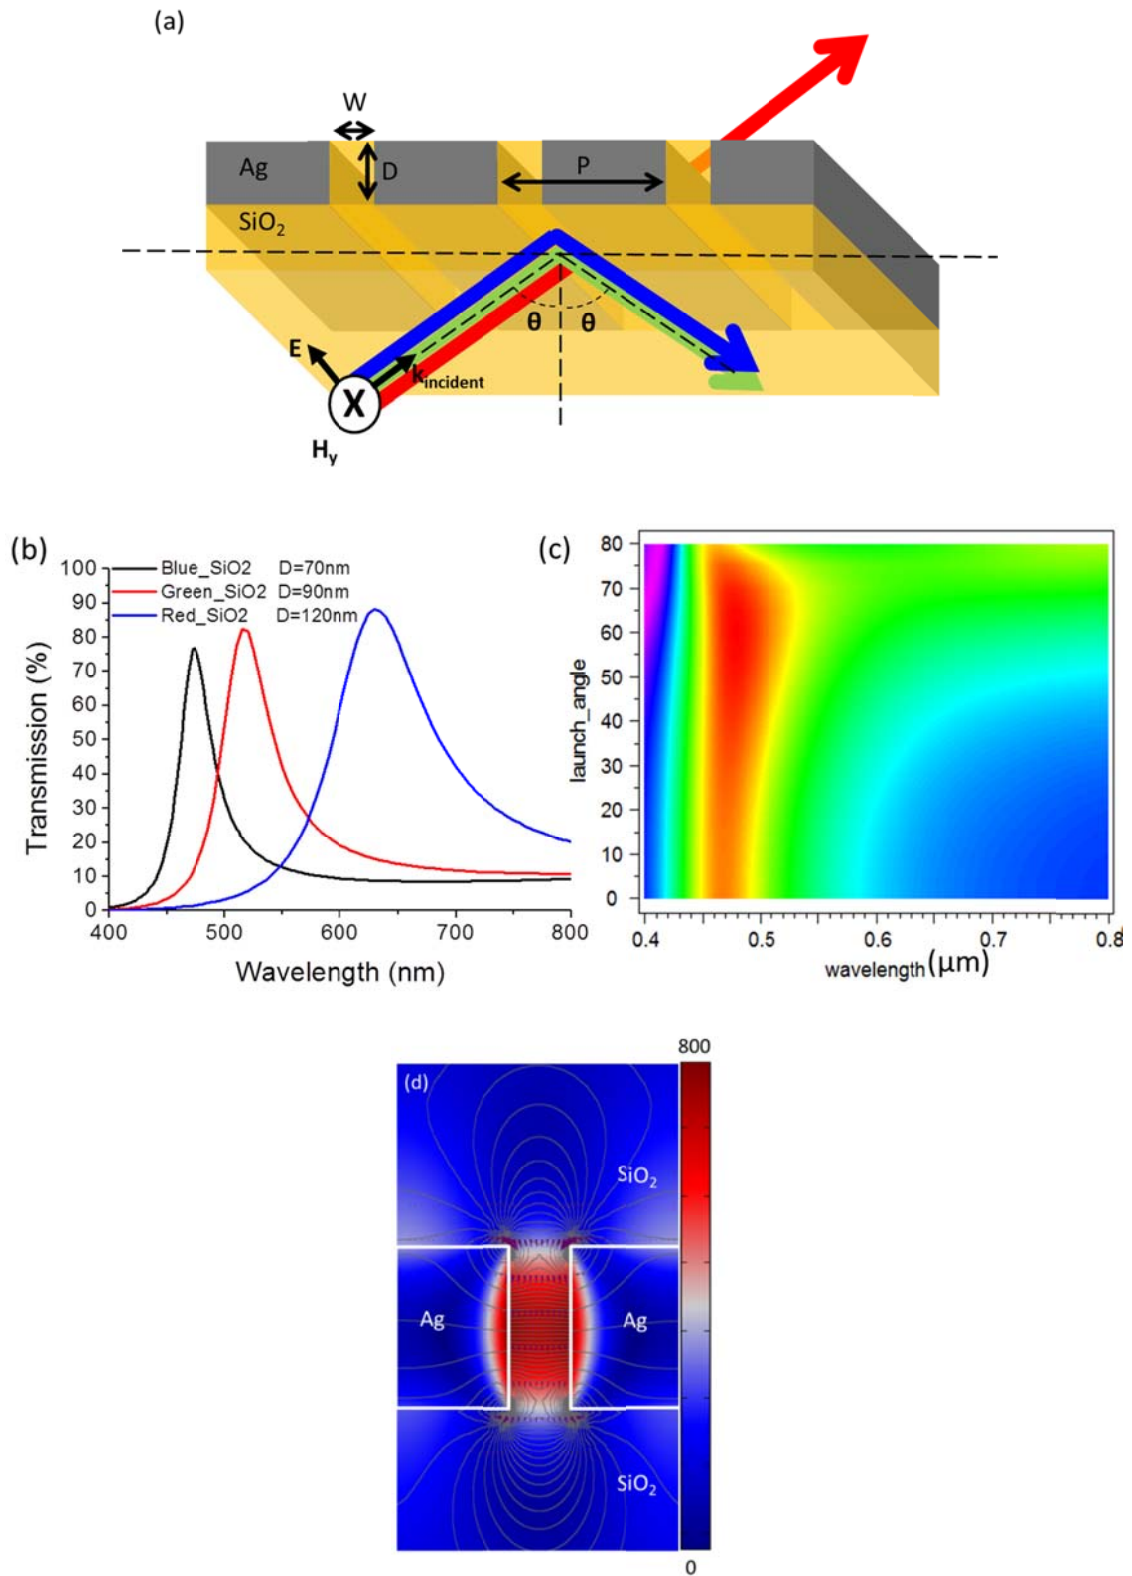 (a)
W
Ag
D
P
SiO2
θ θ
E
kincident
X
Hy
(b)
Blue_SiO2 D=70nm
Green_SiO2 D=90nm
Red_SiO2 D=120nm
100
90
80
70
60
50
40
30
20
10
0
Transmission (%)
400 500 600 700 800
Wavelength (nm)
(c)
80
70
60
50
40
30
20
10
0
launch_angle
0.4 0.5 0.6 0.7 0.8
wavelength(μm)
800
(d)
SiO2
Ag Ag
SiO2
0